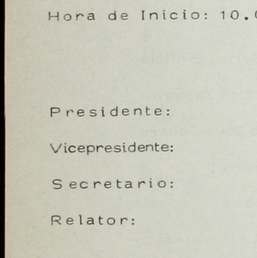 Hora de Inicio: 10.
Presidente:
Vicepresidente:
Secretario:
Relator: